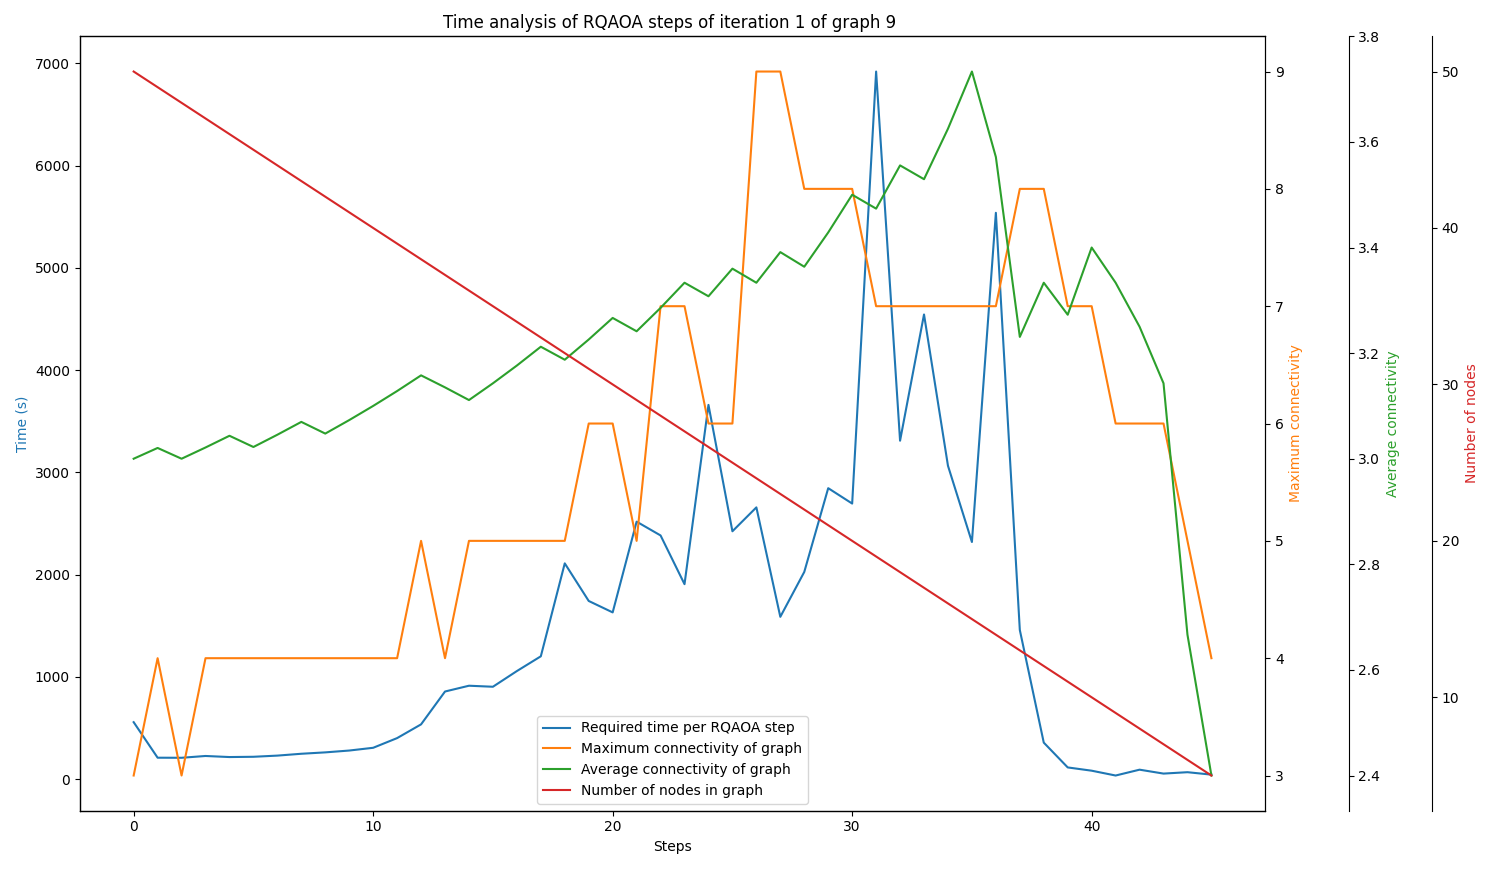 Time analysis of RQAOA steps of iteration 1 of graph 9
7000
6000
5000
4000
3000
2000
1000
0
Time (s)
0 10 20 30 40
Steps
9
8
7
6
5
4
3
Maximum connectivity
3.8
3.6
3.4
3.2
3.0
2.8
2.6
2.4
Average connectivity
50
40
30
20
10
Number of nodes
Required time per RQAOA step
Maximum connectivity of graph
Average connectivity of graph
Number of nodes in graph